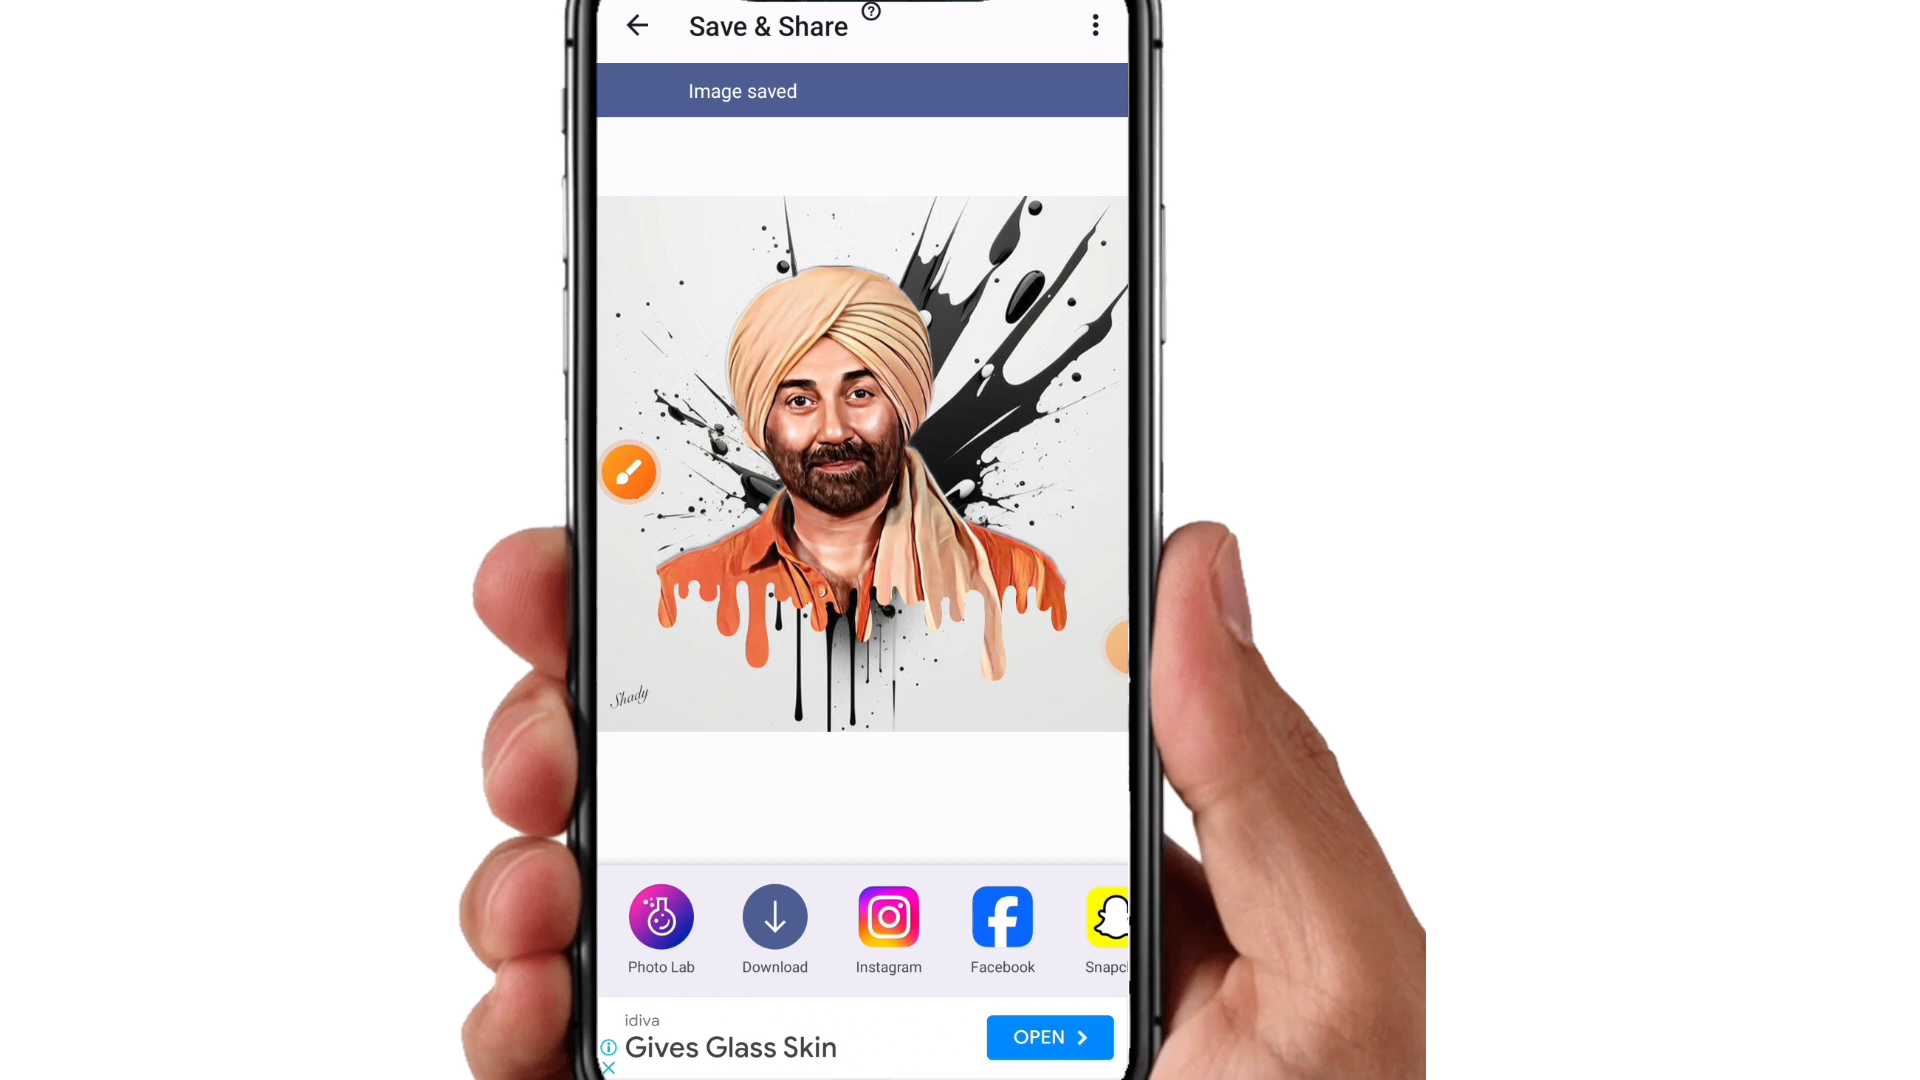 Save & Share
Image saved
Shady
Photo Lab
Download
Instagram
Facebook
Snapc
idiva
Gives Glass Skin
OPEN